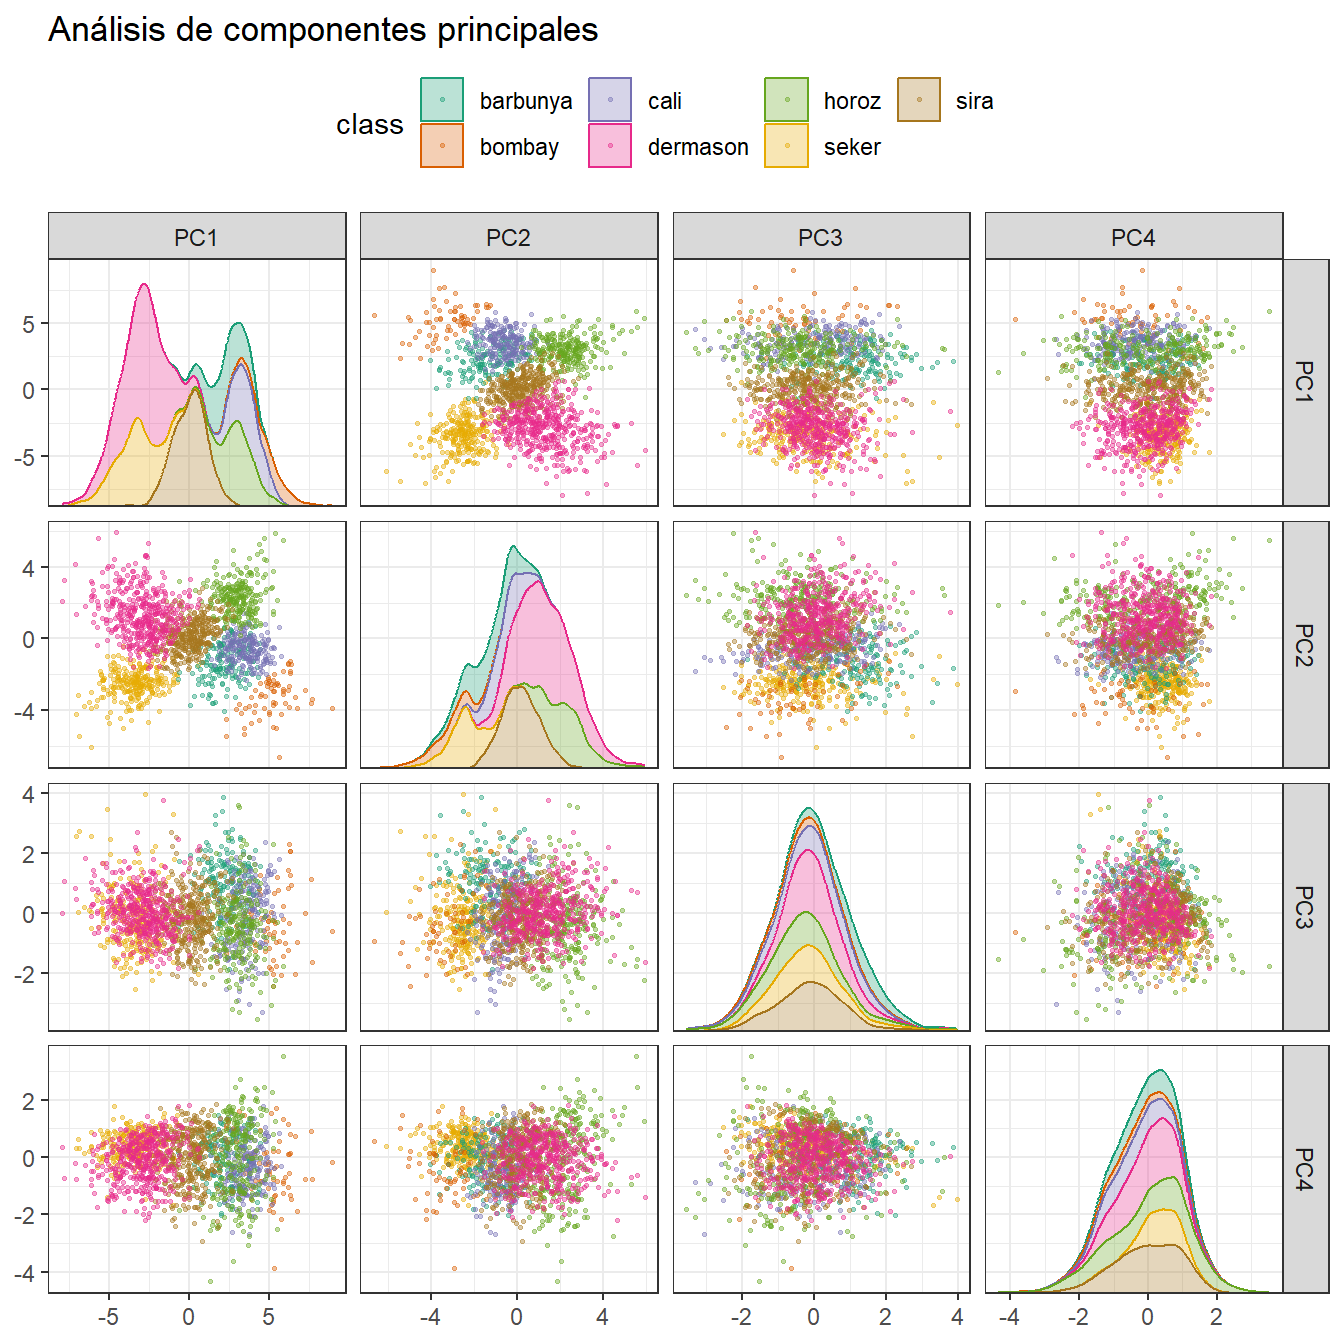 Análisis de componentes principales
class
barbunya cali horoz sira
bombay dermason seker
PC1 PC2 PC3 PC4
5
0
-5
PC1
4
0
-4
PC2
4
2
0
-2
PC3
2
0
-2
-4
PC4
-5 0 5 -4 0 4 -2 0 2 4 -4 -2 0 2